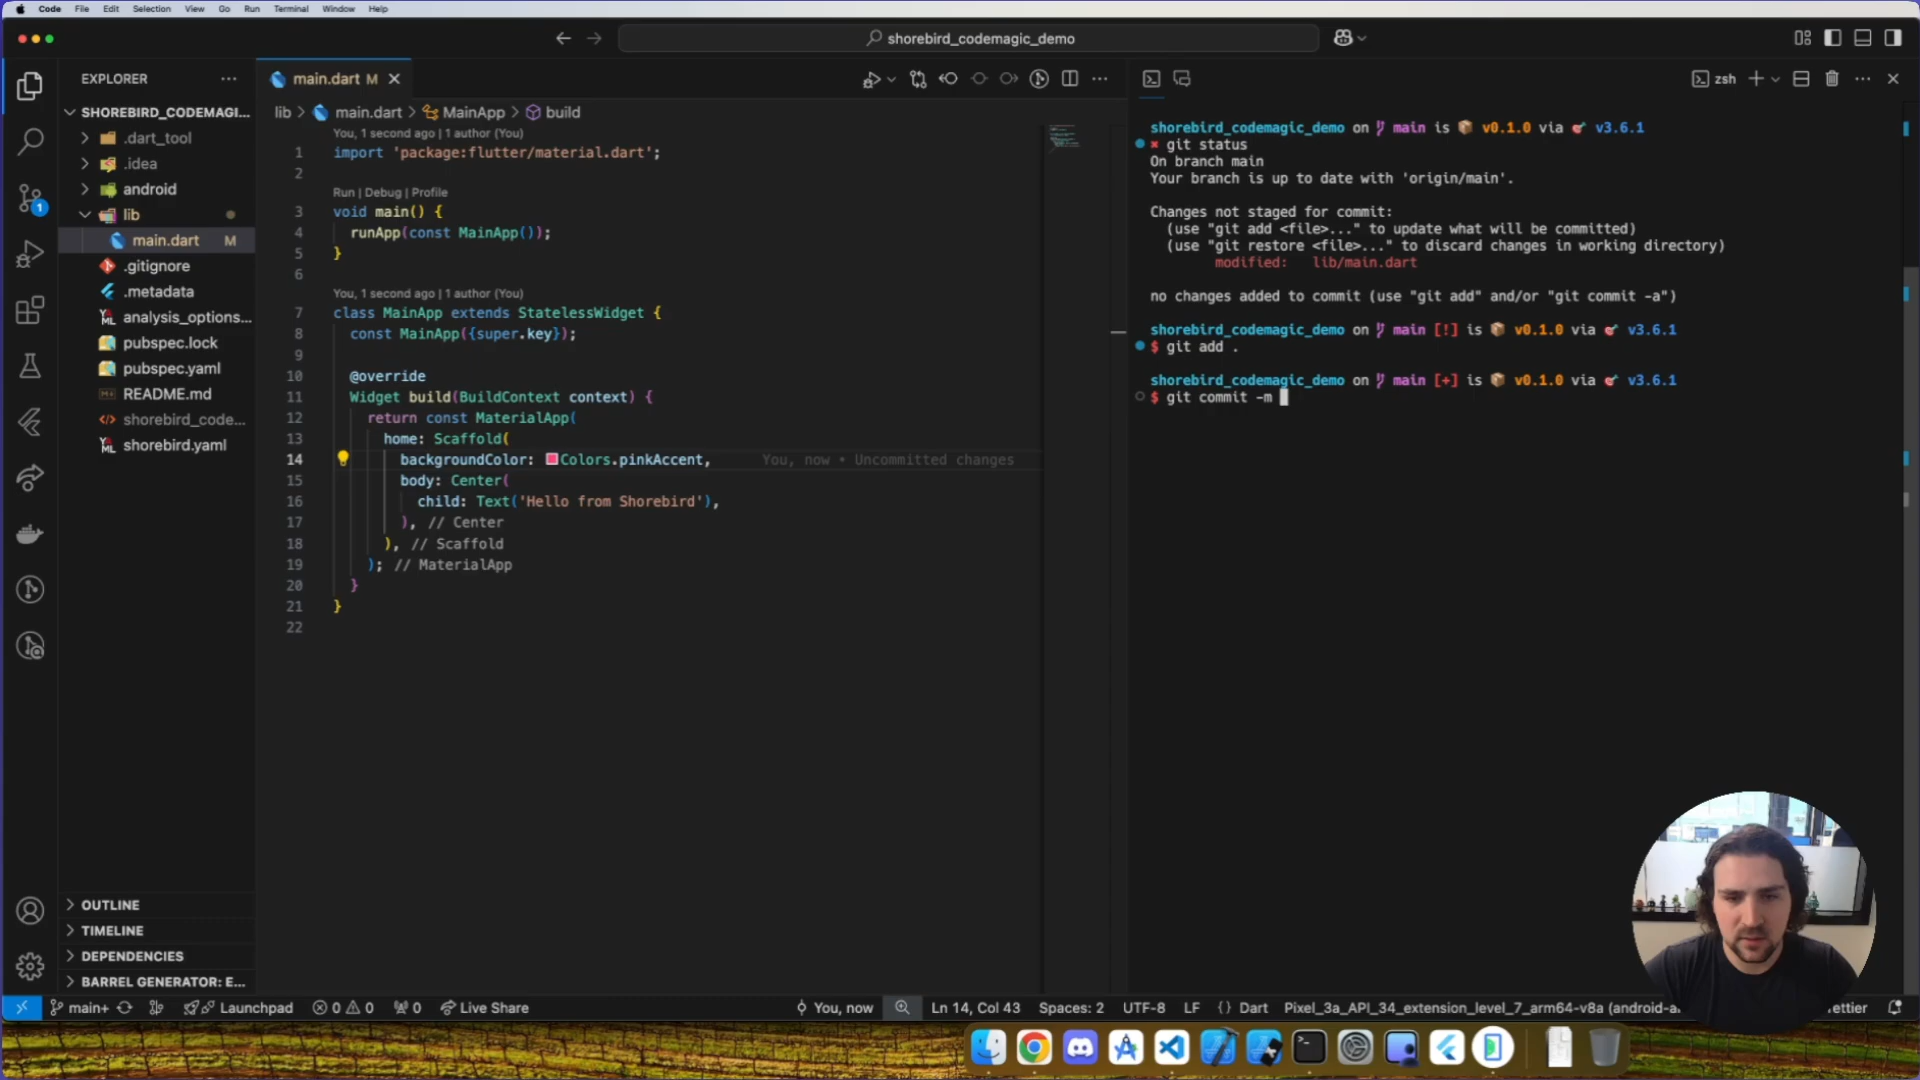 Code File Edit Selection View Go Run Terminal Window Help
shorebird_codemagic_demo
EXPLORER
SHOREBIRD_CODEMAGI...
.dart_tool
.idea
android
lib
main.dart M
.gitignore
.metadata
analysis_options...
pubspec.lock
pubspec.yaml
README.md
shorebird_code...
shorebird.yaml
OUTLINE
TIMELINE
DEPENDENCIES
BARREL GENERATOR: E...
1
main.dart M
lib > main.dart > MainApp > build
You, 1 second ago | 1 author (You)
1 import 'package:flutter/material.dart';
2
Run | Debug | Profile
3 void main() {
4 runApp(const MainApp());
5 }
6
You, 1 second ago | 1 author (You)
7 class MainApp extends StatelessWidget {
8 const MainApp({super.key});
9
10 @override
11 Widget build(BuildContext context) {
12 return const MaterialApp(
13 home: Scaffold(
14 backgroundColor: Colors.pinkAccent, You, now • Uncommitted changes
15 body: Center(
16 child: Text('Hello from Shorebird'),
17 ), // Center
18 ), // Scaffold
19 ); // MaterialApp
20 }
21 }
22
zsh
shorebird_codemagic_demo on main is v0.1.0 via v3.6.1
git status
On branch main
Your branch is up to date with 'origin/main'.
Changes not staged for commit:
(use "git add <file>..." to update what will be committed)
(use "git restore <file>..." to discard changes in working directory)
modified: lib/main.dart
no changes added to commit (use "git add" and/or "git commit -a")
shorebird_codemagic_demo on main [!] is v0.1.0 via v3.6.1
$ git add .
shorebird_codemagic_demo on main [+] is v0.1.0 via v3.6.1
$ git commit -m
main+ Launchpad 0 0 0 Live Share You, now Ln 14, Col 43 Spaces: 2 UTF-8 LF {} Dart Pixel_3a_API_34_extension_level_7_arm64-v8a (android-a ettier